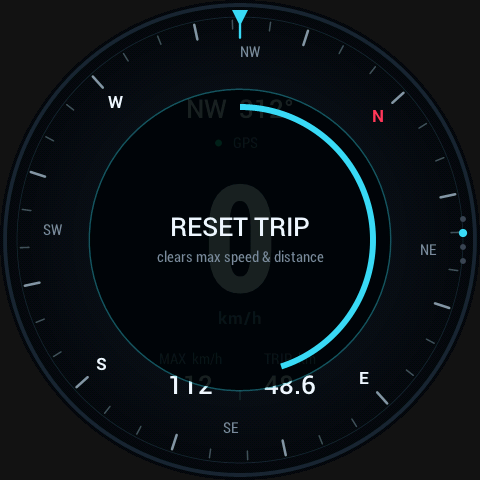 NW
W
N
NW 312°
GPS
SW
0
RESET TRIP
NE
clears max speed & distance
km/h
MAX km/h
S
E
112
48.6
SE